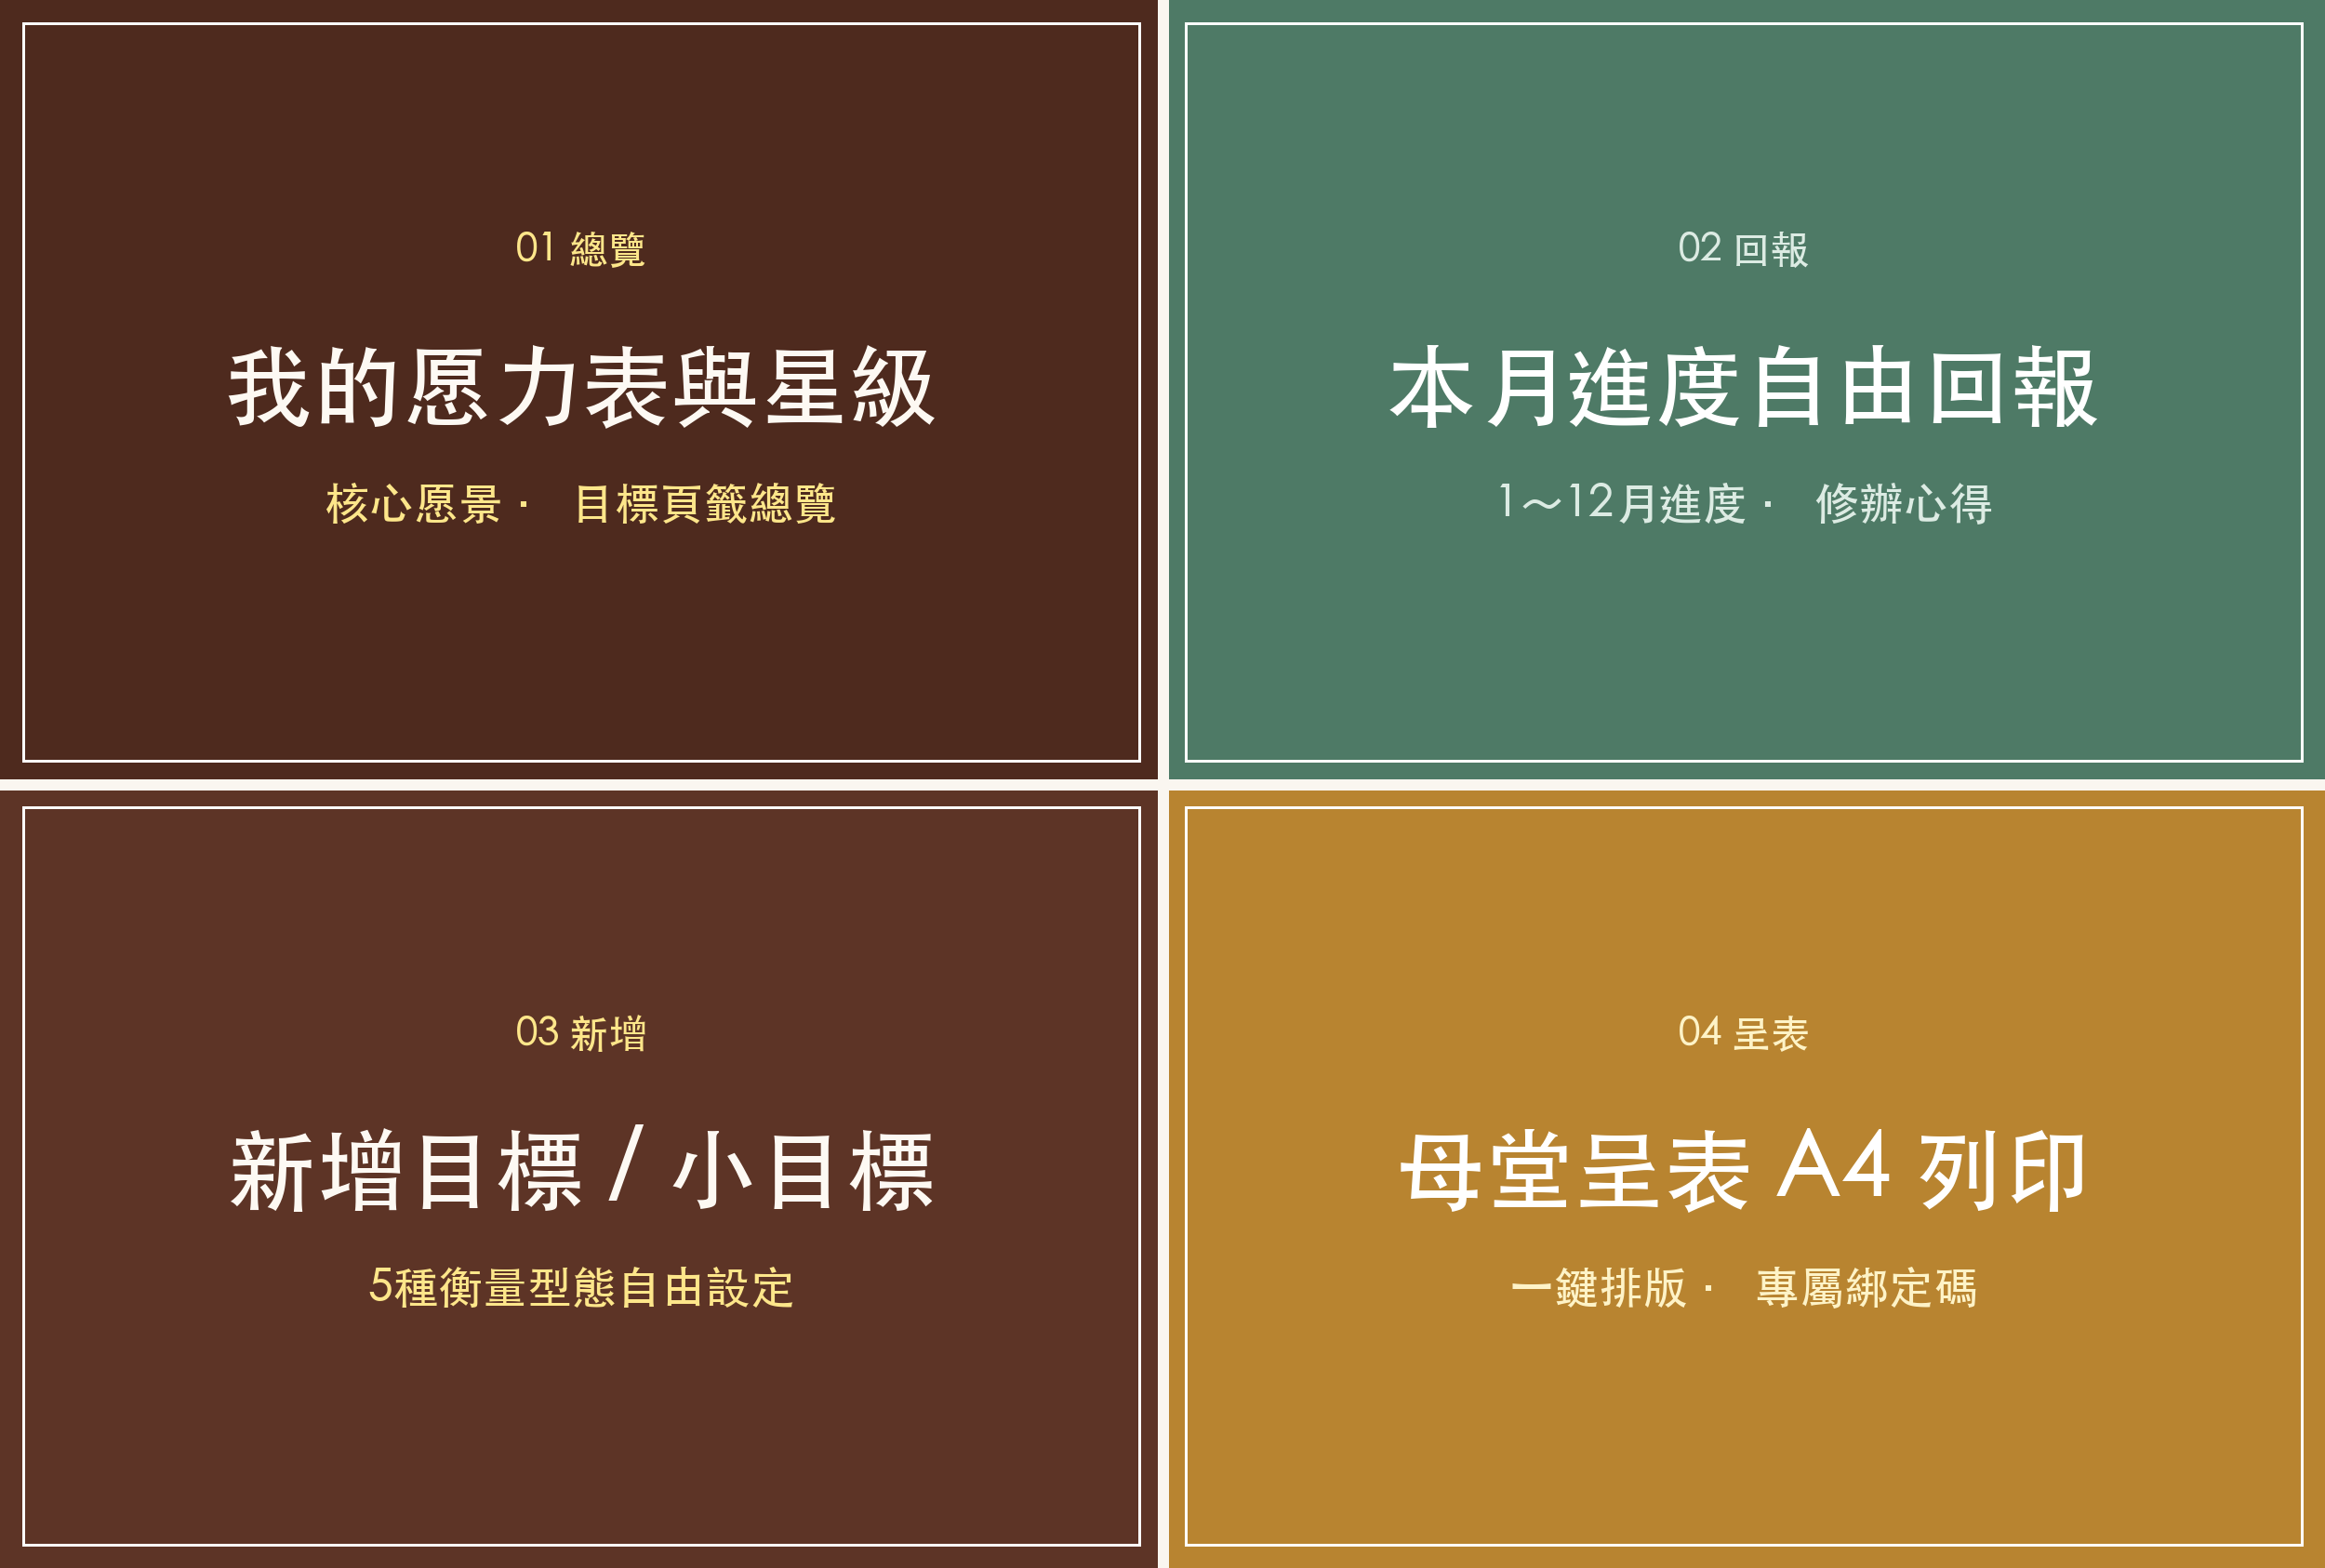 01 總覽
我的愿力表與星級
核心愿景· 目標頁籤總覽
02 回報
本月進度自由回報
1～12月進度· 修辦心得
03 新增
新增目標 / 小目標
5種衡量型態自由設定
04 呈表
母堂呈表 A4 列印
一鍵排版· 專屬綁定碼